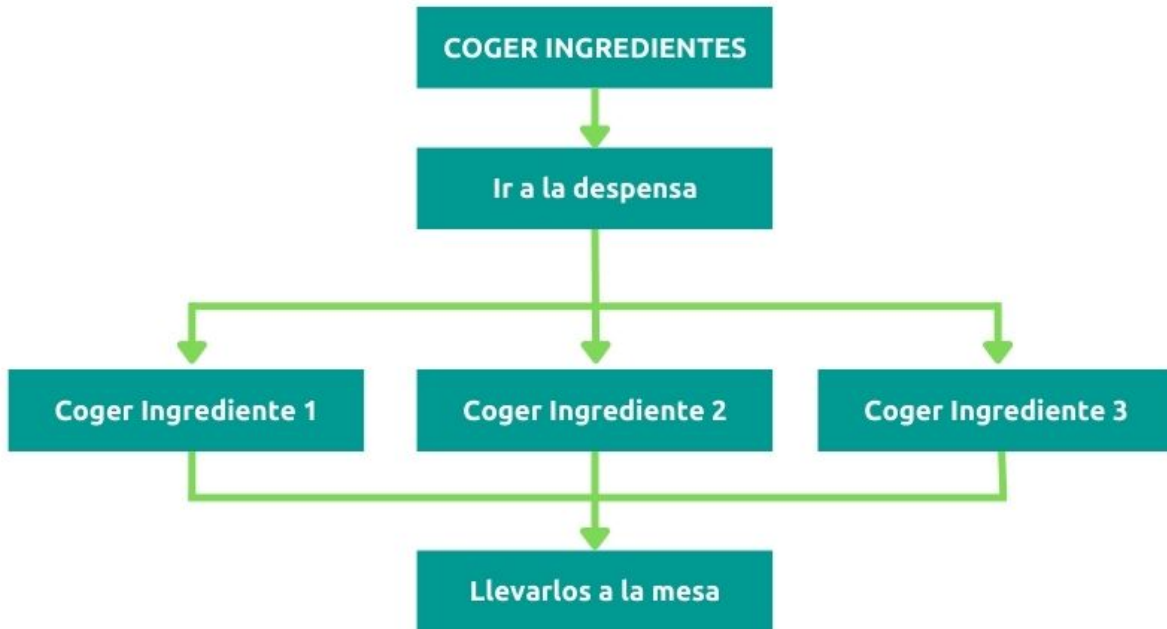 COGER INGREDIENTES
Ir a la despensa
Coger Ingrediente 1
Coger Ingrediente 2
Coger Ingrediente 3
Llevarlos a la mesa